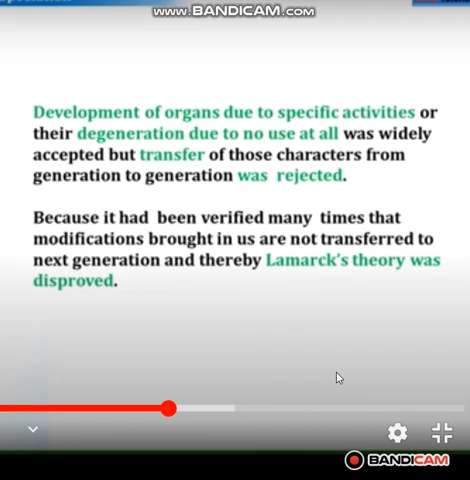 www.BANDICAM.com
Development of organs due to specific activities or
their degeneration due to no use at all was widely
accepted but transfer of those characters from
generation to generation was rejected.
Because it had been verified many times that
modifications brought in us are not transferred to
next generation and thereby Lamarck's theory was
disproved.
BANDICAM